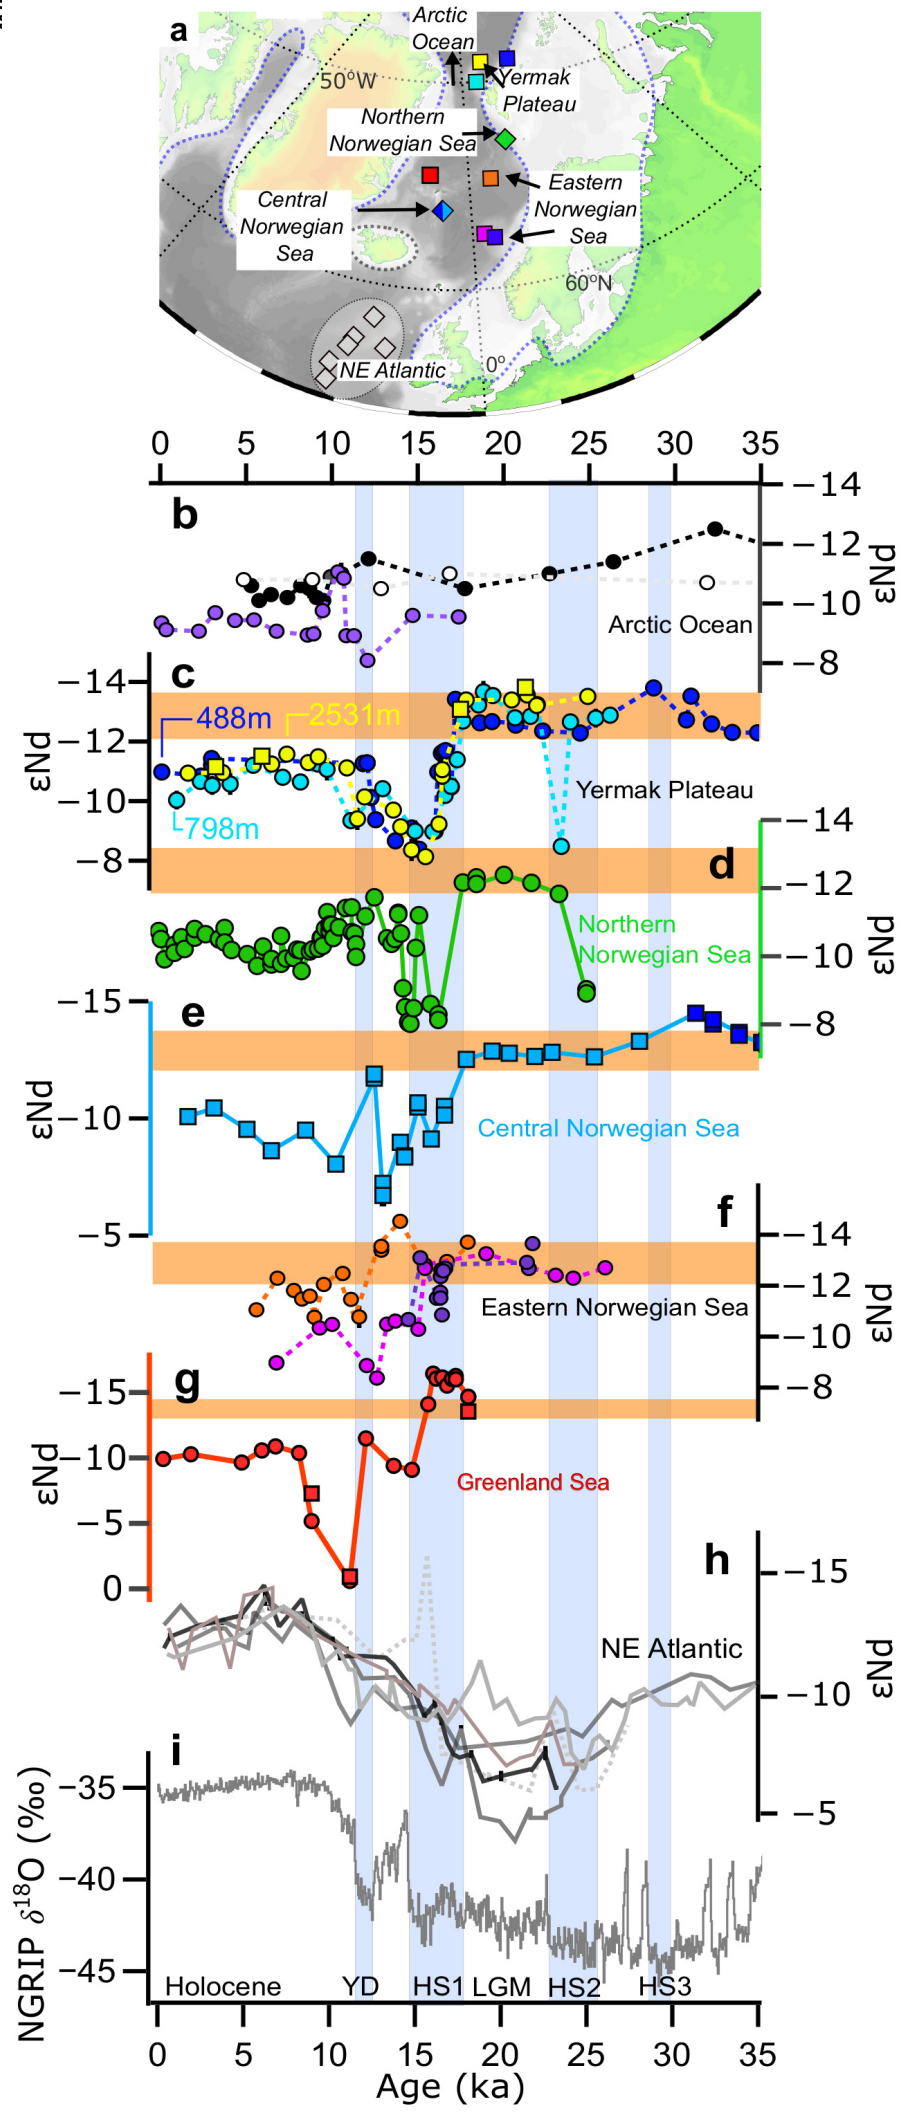 a
Arctic
Ocean
50°W
Yermak
Plateau
Northern
Norwegian Sea
Eastern
Norwegian
Sea
Central
Norwegian
Sea
60°N
NE Atlantic
0°
0 5 10 15 20 25 30 35
b
−14
−12
−10
−8
εNd
Arctic Ocean
c
−14
−12
−10
−8
εNd
488m
2531m
798m
Yermak Plateau
d
−14
−12
−10
−8
εNd
Northern
Norwegian Sea
e
−15
−10
−5
εNd
Central Norwegian Sea
f
−14
−12
−10
−8
εNd
Eastern Norwegian Sea
g
−15
−10
−5
0
εNd
Greenland Sea
h
−15
−10
−5
εNd
NE Atlantic
i
−35
−40
−45
NGRIP δ18O (‰)
Holocene YD HS1 LGM HS2 HS3
0 5 10 15 20 25 30 35
Age (ka)